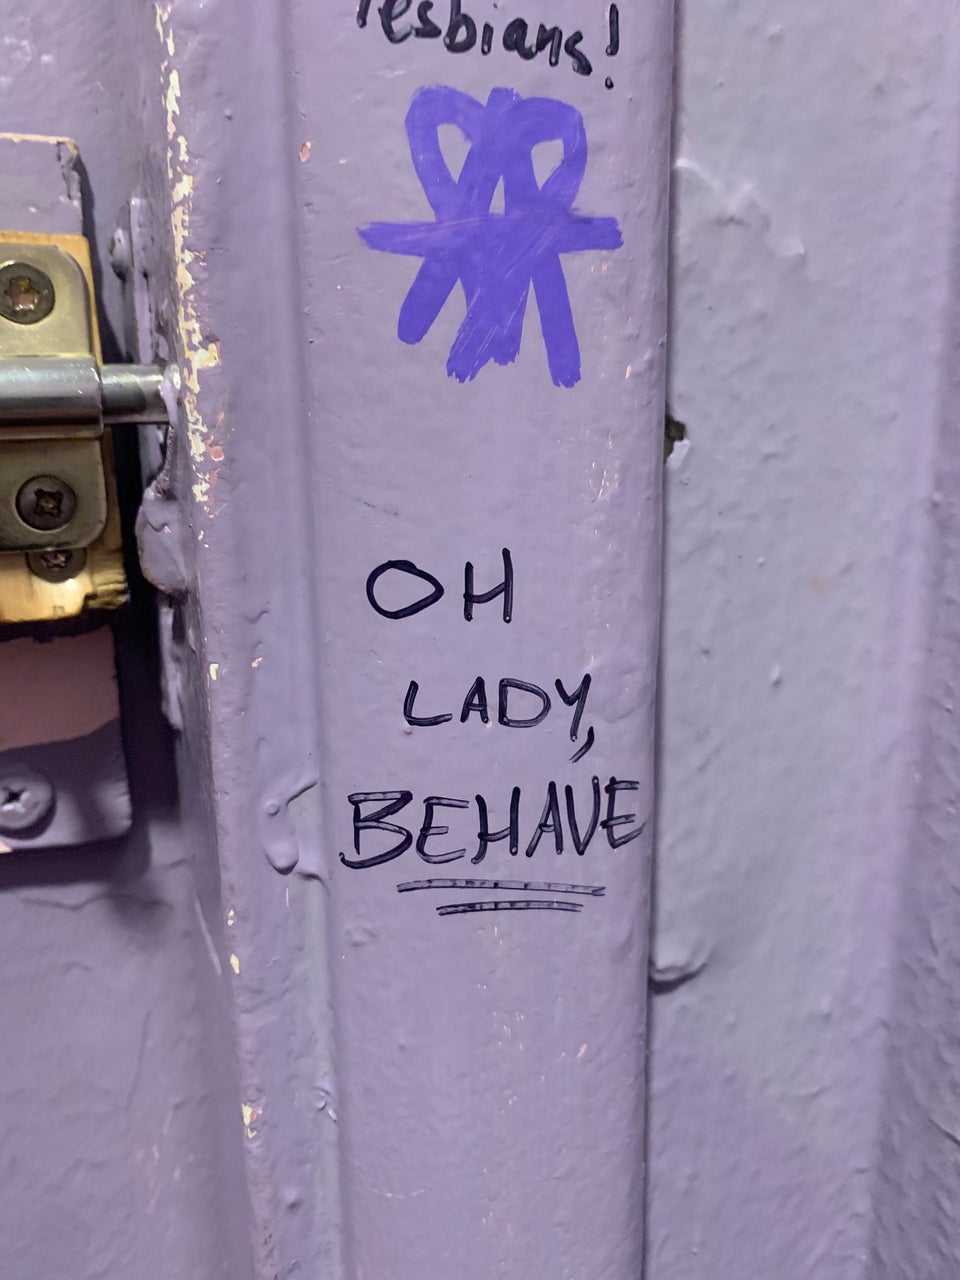 lesbians!
OH
LADY,
BEHAVE